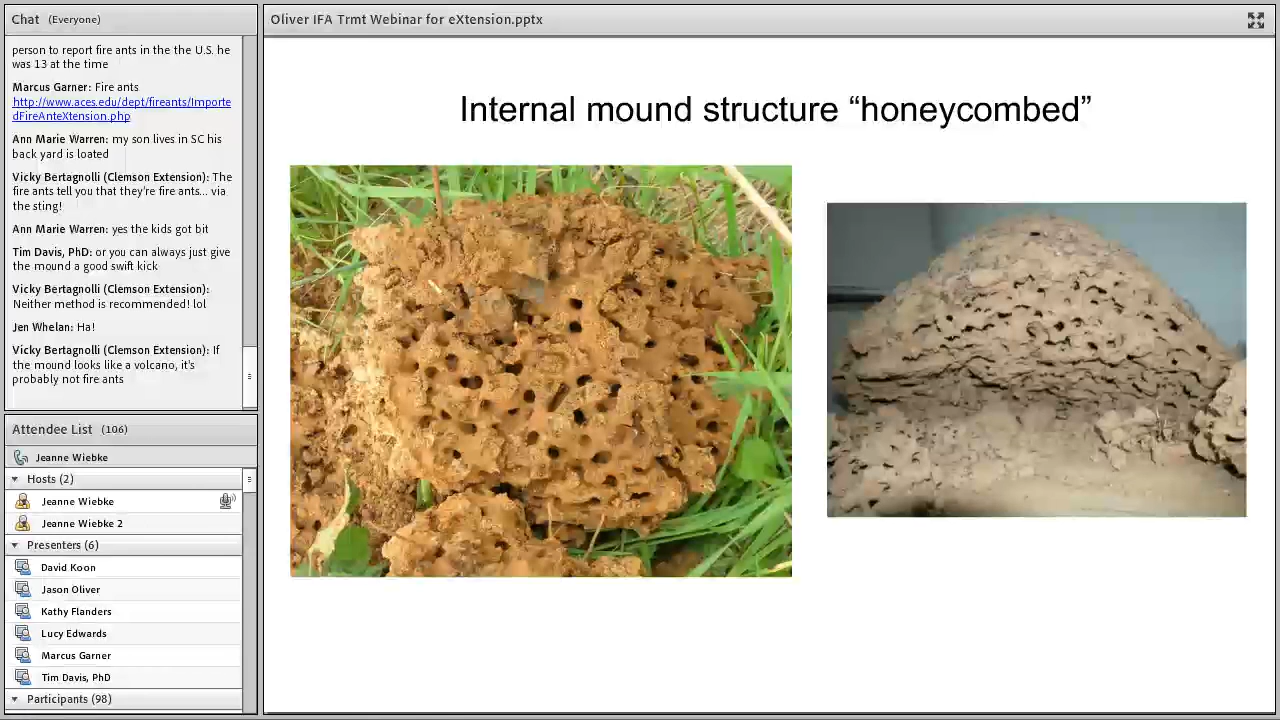 Chat (Everyone)
person to report fire ants in the the U.S. he
was 13 at the time
Marcus Garner: Fire ants
http://www.aces.edu/dept/fireants/Importe
dFireAnteXtension.php
Ann Marie Warren: my son lives in SC his
back yard is loaded
Vicky Bertagnolli (Clemson Extension): The
fire ants tell you that they're fire ants... via
the sting!
Ann Marie Warren: yes the kids got bit
Tim Davis, PhD: or you can always just give
the mound a good swift kick
Vicky Bertagnolli (Clemson Extension):
Neither method is recommended! lol
Jen Whelan: Ha!
Vicky Bertagnolli (Clemson Extension): If
the mound looks like a volcano, it's
probably not fire ants
Attendee List (106)
Jeanne Wiebke
Hosts (2)
Jeanne Wiebke
Jeanne Wiebke 2
Presenters (6)
David Koon
Jason Oliver
Kathy Flanders
Lucy Edwards
Marcus Garner
Tim Davis, PhD
Participants (98)
Oliver IFA Trmt Webinar for eXtension.pptx
Internal mound structure “honeycombed”